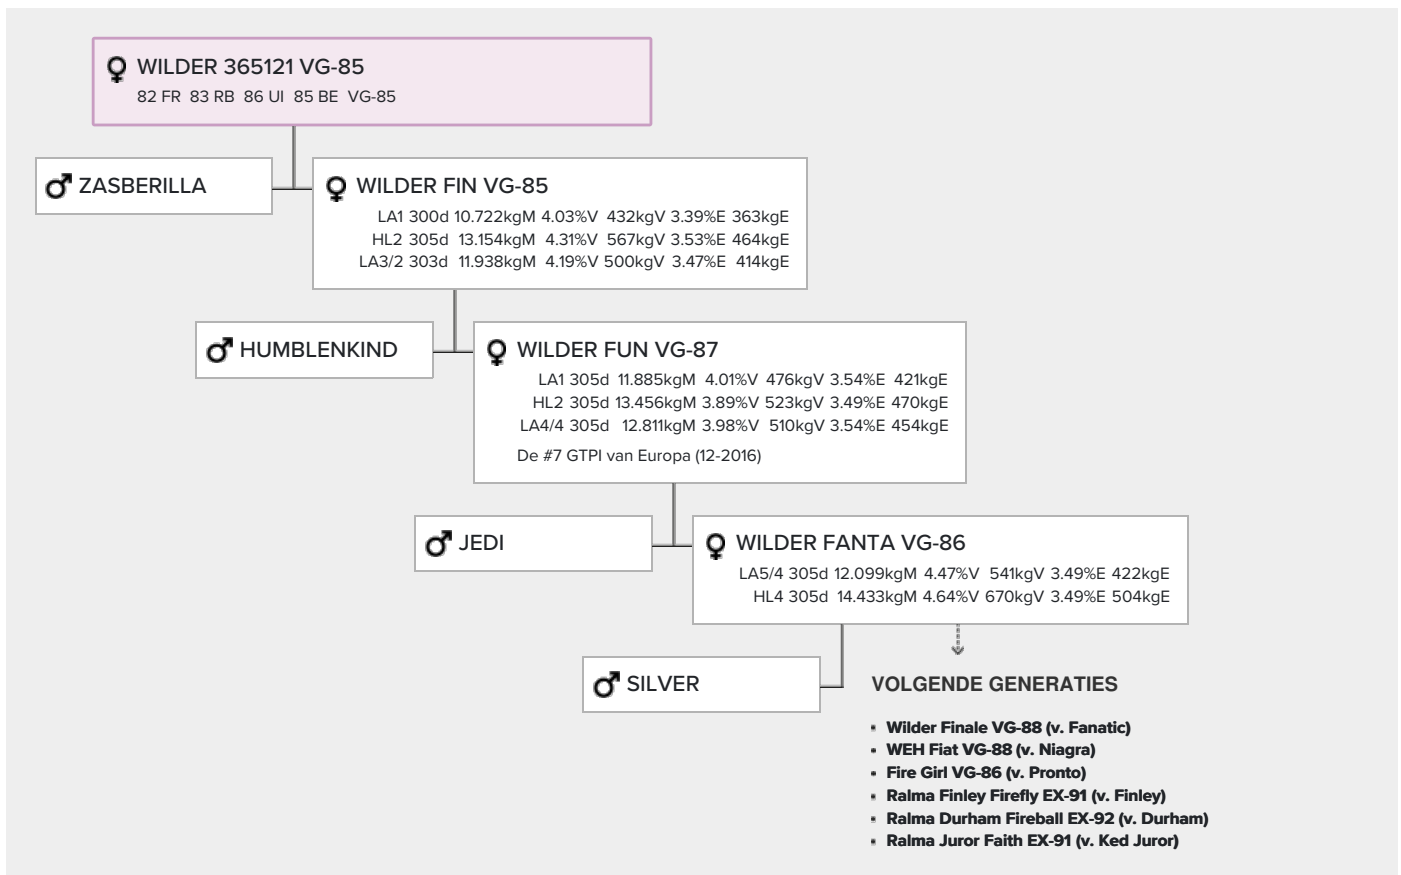 WILDER 365121 VG-85
82 FR 83 RB 86 UI 85 BE VG-85
ZASBERILLA
WILDER FIN VG-85
LA1 300d 10.722kgM 4.03%V 432kgV 3.39%E 363kgE
HL2 305d 13.154kgM 4.31%V 567kgV 3.53%E 464kgE
LA3/2 303d 11.938kgM 4.19%V 500kgV 3.47%E 414kgE
HUMBLENKIND
WILDER FUN VG-87
LA1 305d 11.885kgM 4.01%V 476kgV 3.54%E 421kgE
HL2 305d 13.456kgM 3.89%V 523kgV 3.49%E 470kgE
LA4/4 305d 12.811kgM 3.98%V 510kgV 3.54%E 454kgE
De #7 GTPI van Europa (12-2016)
JEDI
WILDER FANTA VG-86
LA5/4 305d 12.099kgM 4.47%V 541kgV 3.49%E 422kgE
HL4 305d 14.433kgM 4.64%V 670kgV 3.49%E 504kgE
SILVER
VOLGENDE GENERATIES
▪ Wilder Finale VG-88 (v. Fanatic)
▪ WEH Fiat VG-88 (v. Niagra)
▪ Fire Girl VG-86 (v. Pronto)
▪ Ralma Finley Firefly EX-91 (v. Finley)
▪ Ralma Durham Fireball EX-92 (v. Durham)
▪ Ralma Juror Faith EX-91 (v. Ked Juror)